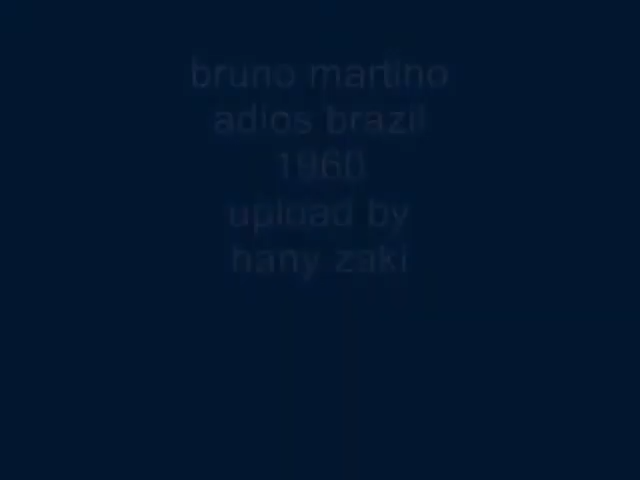 bruno martino
adios brazil
1960
upload by
hany zaki